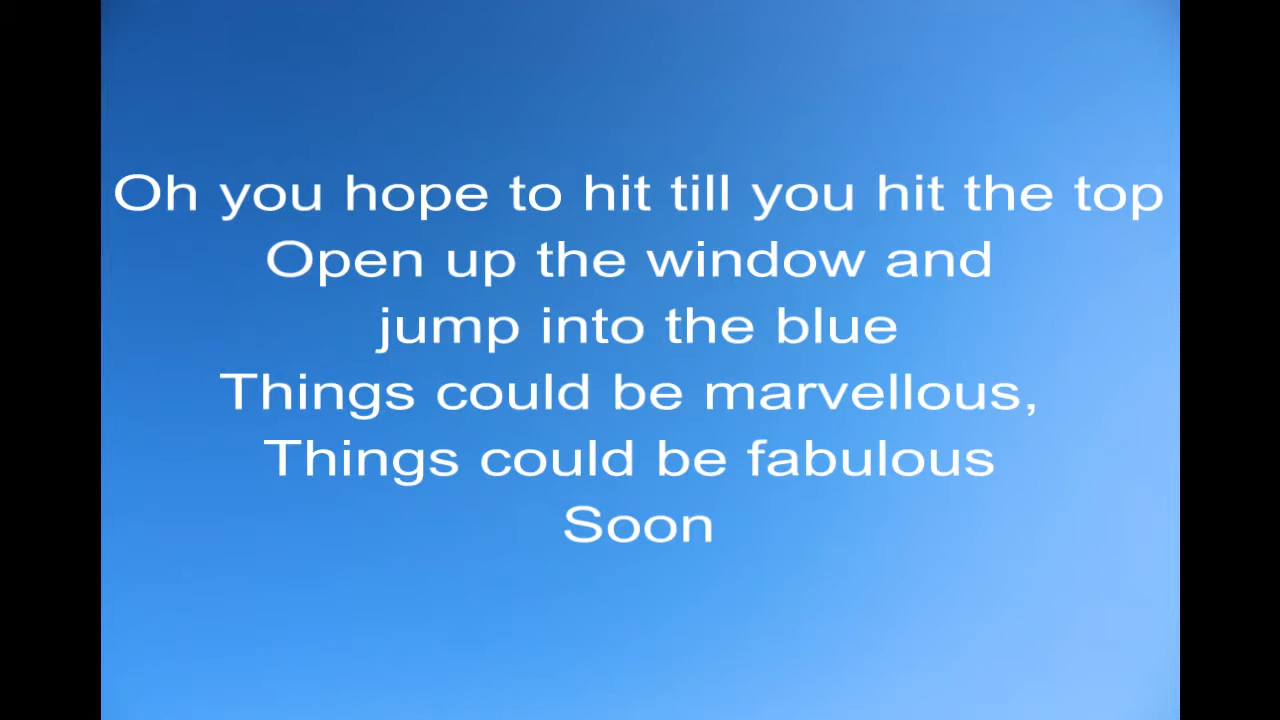 Oh you hope to hit till you hit the top
Open up the window and
jump into the blue
Things could be marvellous,
Things could be fabulous
Soon